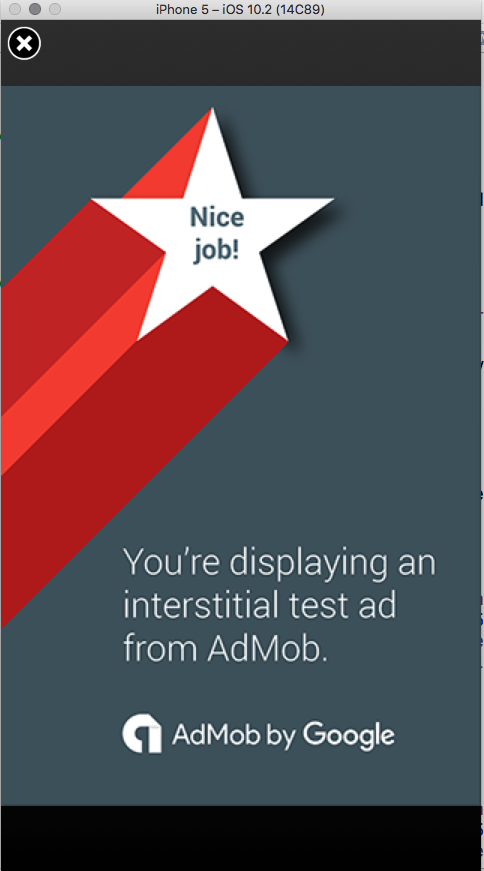 iPhone 5 – iOS 10.2 (14C89)
Nice
job!
You're displaying an
interstitial test ad
from AdMob.
AdMob by Google